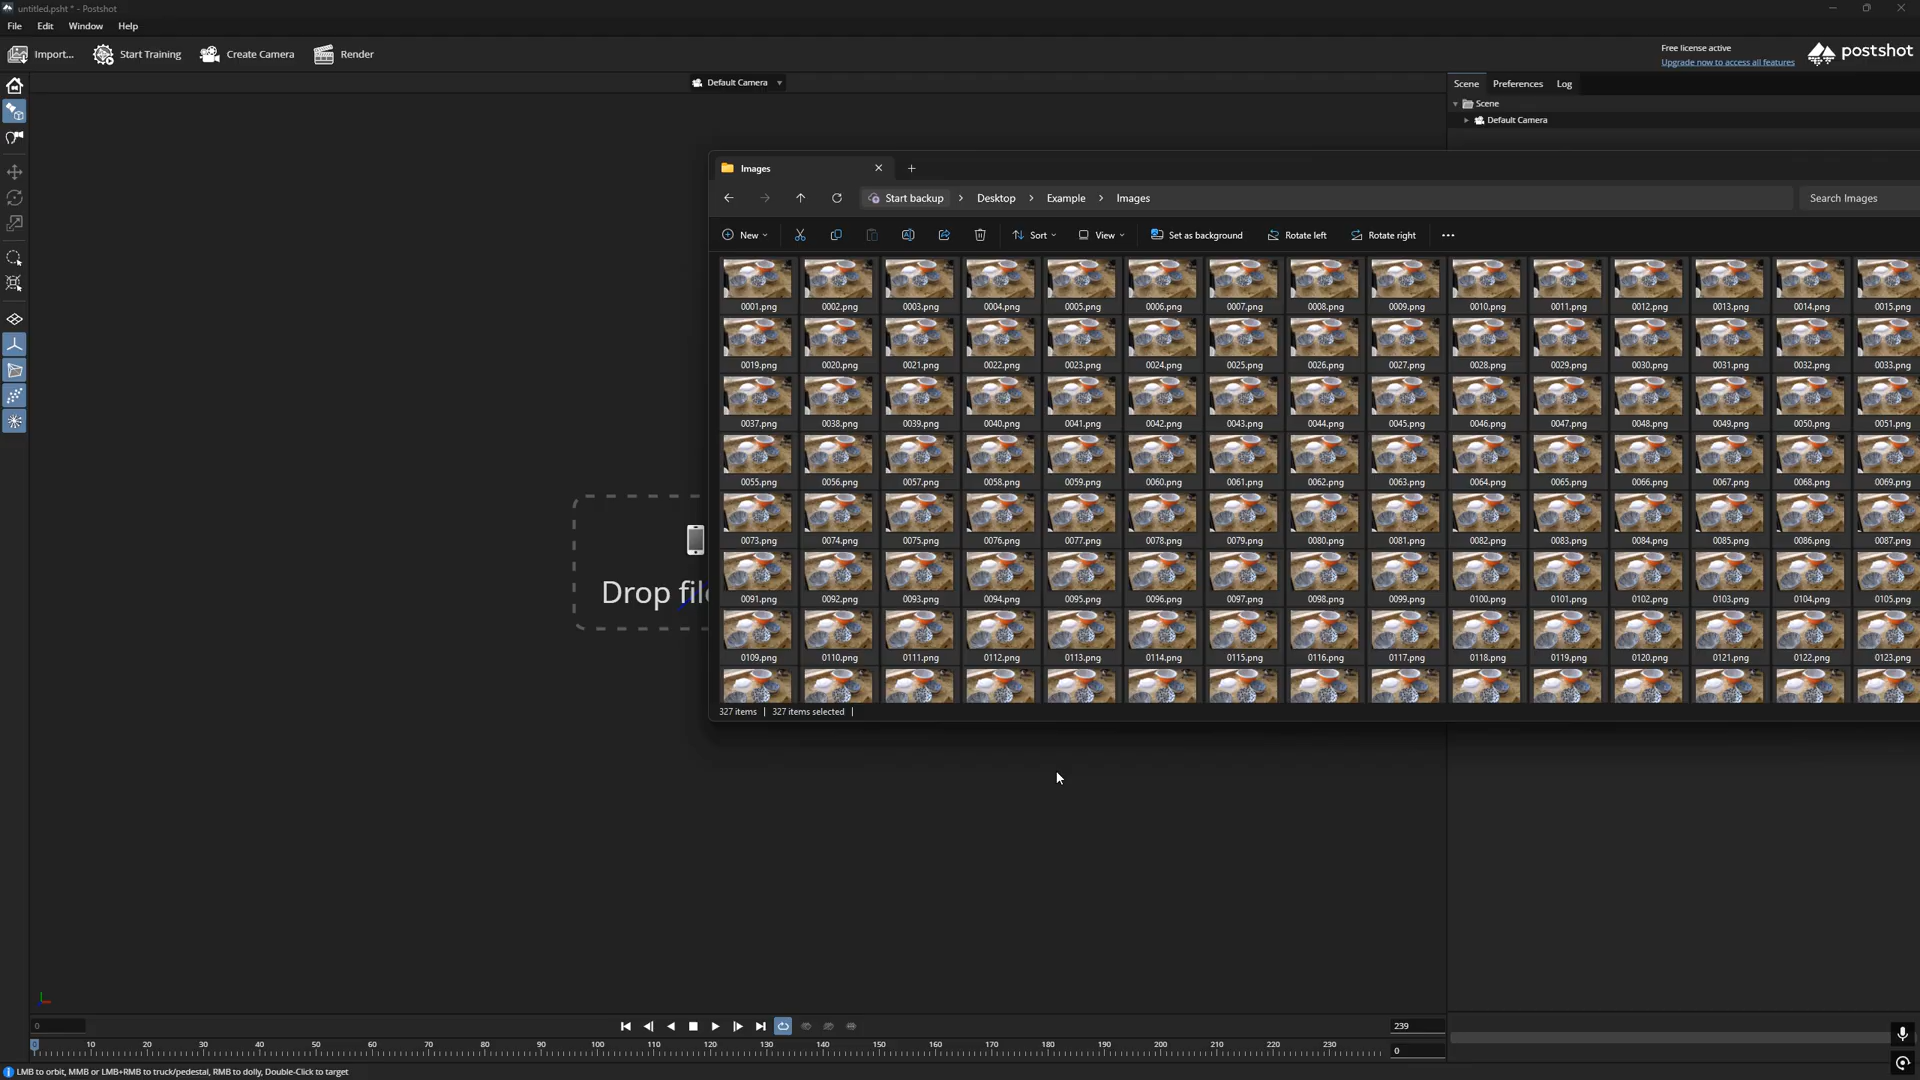 untitled.psht * - Postshot
File Edit Window Help
Import... Start Training Create Camera Render
Free license active
Upgrade now to access all features
postshot
Default Camera
Scene Preferences Log
Scene
Default Camera
Images
Start backup > Desktop > Example > Images
Search Images
New Sort View Set as background Rotate left Rotate right
0001.png 0002.png 0003.png 0004.png 0005.png 0006.png 0007.png 0008.png 0009.png 0010.png 0011.png 0012.png 0013.png 0014.png 0015.png
0019.png 0020.png 0021.png 0022.png 0023.png 0024.png 0025.png 0026.png 0027.png 0028.png 0029.png 0030.png 0031.png 0032.png 0033.png
0037.png 0038.png 0039.png 0040.png 0041.png 0042.png 0043.png 0044.png 0045.png 0046.png 0047.png 0048.png 0049.png 0050.png 0051.png
0055.png 0056.png 0057.png 0058.png 0059.png 0060.png 0061.png 0062.png 0063.png 0064.png 0065.png 0066.png 0067.png 0068.png 0069.png
0073.png 0074.png 0075.png 0076.png 0077.png 0078.png 0079.png 0080.png 0081.png 0082.png 0083.png 0084.png 0085.png 0086.png 0087.png
0091.png 0092.png 0093.png 0094.png 0095.png 0096.png 0097.png 0098.png 0099.png 0100.png 0101.png 0102.png 0103.png 0104.png 0105.png
0109.png 0110.png 0111.png 0112.png 0113.png 0114.png 0115.png 0116.png 0117.png 0118.png 0119.png 0120.png 0121.png 0122.png 0123.png
Drop file
327 items | 327 items selected |
0
239
0 10 20 30 40 50 60 70 80 90 100 110 120 130 140 150 160 170 180 190 200 210 220 230
0
LMB to orbit, MMB or LMB+RMB to truck/pedestal, RMB to dolly, Double-Click to target